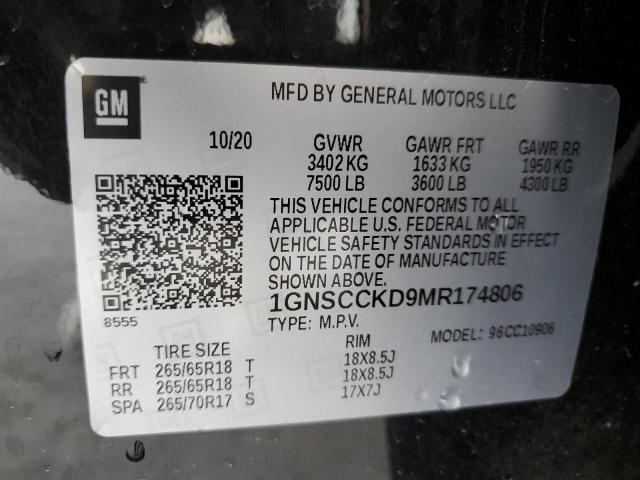 GM
MFD BY GENERAL MOTORS LLC
10/20 GVWR GAWR FRT GAWR RR
3402 KG 1633 KG 1950 KG
7500 LB 3600 LB 4300 LB
THIS VEHICLE CONFORMS TO ALL
APPLICABLE U.S. FEDERAL MOTOR
VEHICLE SAFETY STANDARDS IN EFFECT
ON THE DATE OF MANUFACTURE
SHOWN ABOVE.
1GNSCCKD9MR174806
8555
TYPE: M.P.V. MODEL: 96CC10906
TIRE SIZE RIM
FRT 265/65R18 T 18X8.5J
RR 265/65R18 T 18X8.5J
SPA 265/70R17 S 17X7J